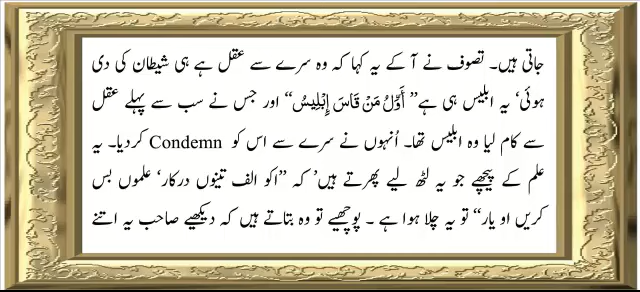 جاتی ہیں۔ تصوف نے آ کے یہ کہا کہ وہ سرے سے عقل ہے ہی شیطان کی دی
ہوئی‘ یہ ابلیس ہی ہے” أَوَّلُ مَنْ قَاسَ إِبْلِيسُ“ اور جس نے سب سے پہلے عقل
سے کام لیا وہ ابلیس تھا۔ اُنہوں نے سرے سے اس کو Condemn کردیا۔ یہ
علم کے پیچھے جو یہ لٹھ لیے پھرتے ہیں‘ کہ ”اکو الف تینوں درکار‘ علموں بس
کریں او یار“ تو یہ چلا ہوا ہے ۔ پوچھیے تو وہ بتاتے ہیں کہ دیکھیے صاحب یہ اتنے